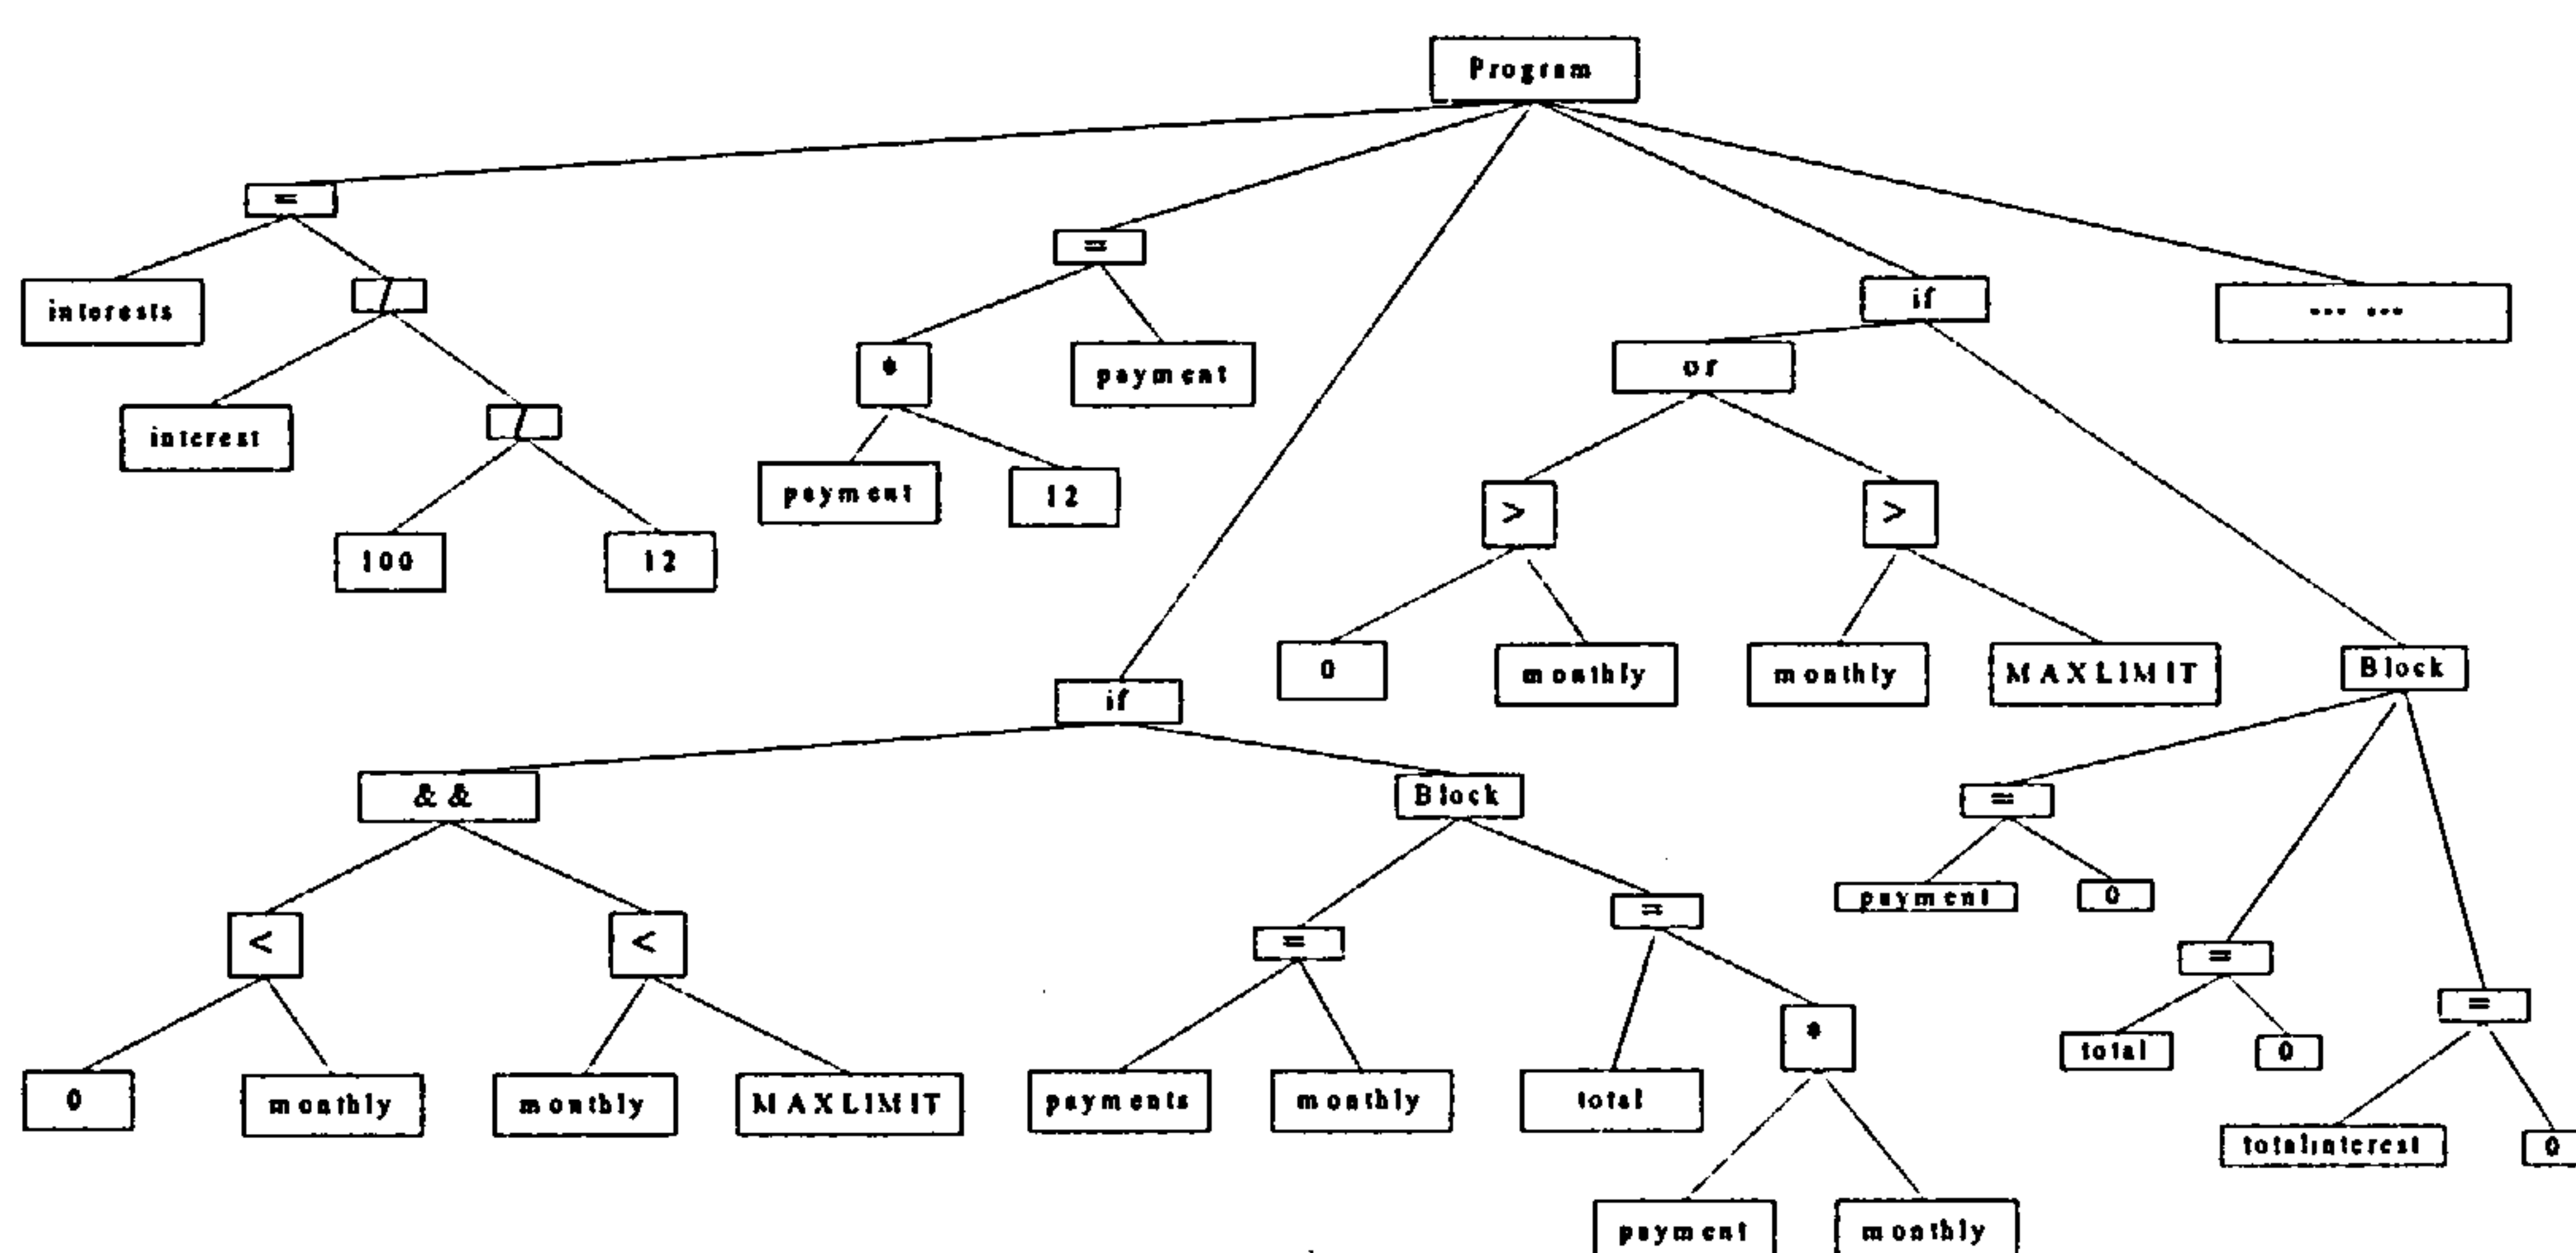 Program
=
=
interests
/
if
... ...
*
payment
or
interest
/
payment
12
>
>
100
12
0
monthly
monthly
MAXLIMIT
Block
if
&&
Block
=
payment
0
<
<
=
=
=
=
*
total
0
0
monthly
monthly
MAXLIMIT
payments
monthly
total
totalinterest
0
payment
monthly